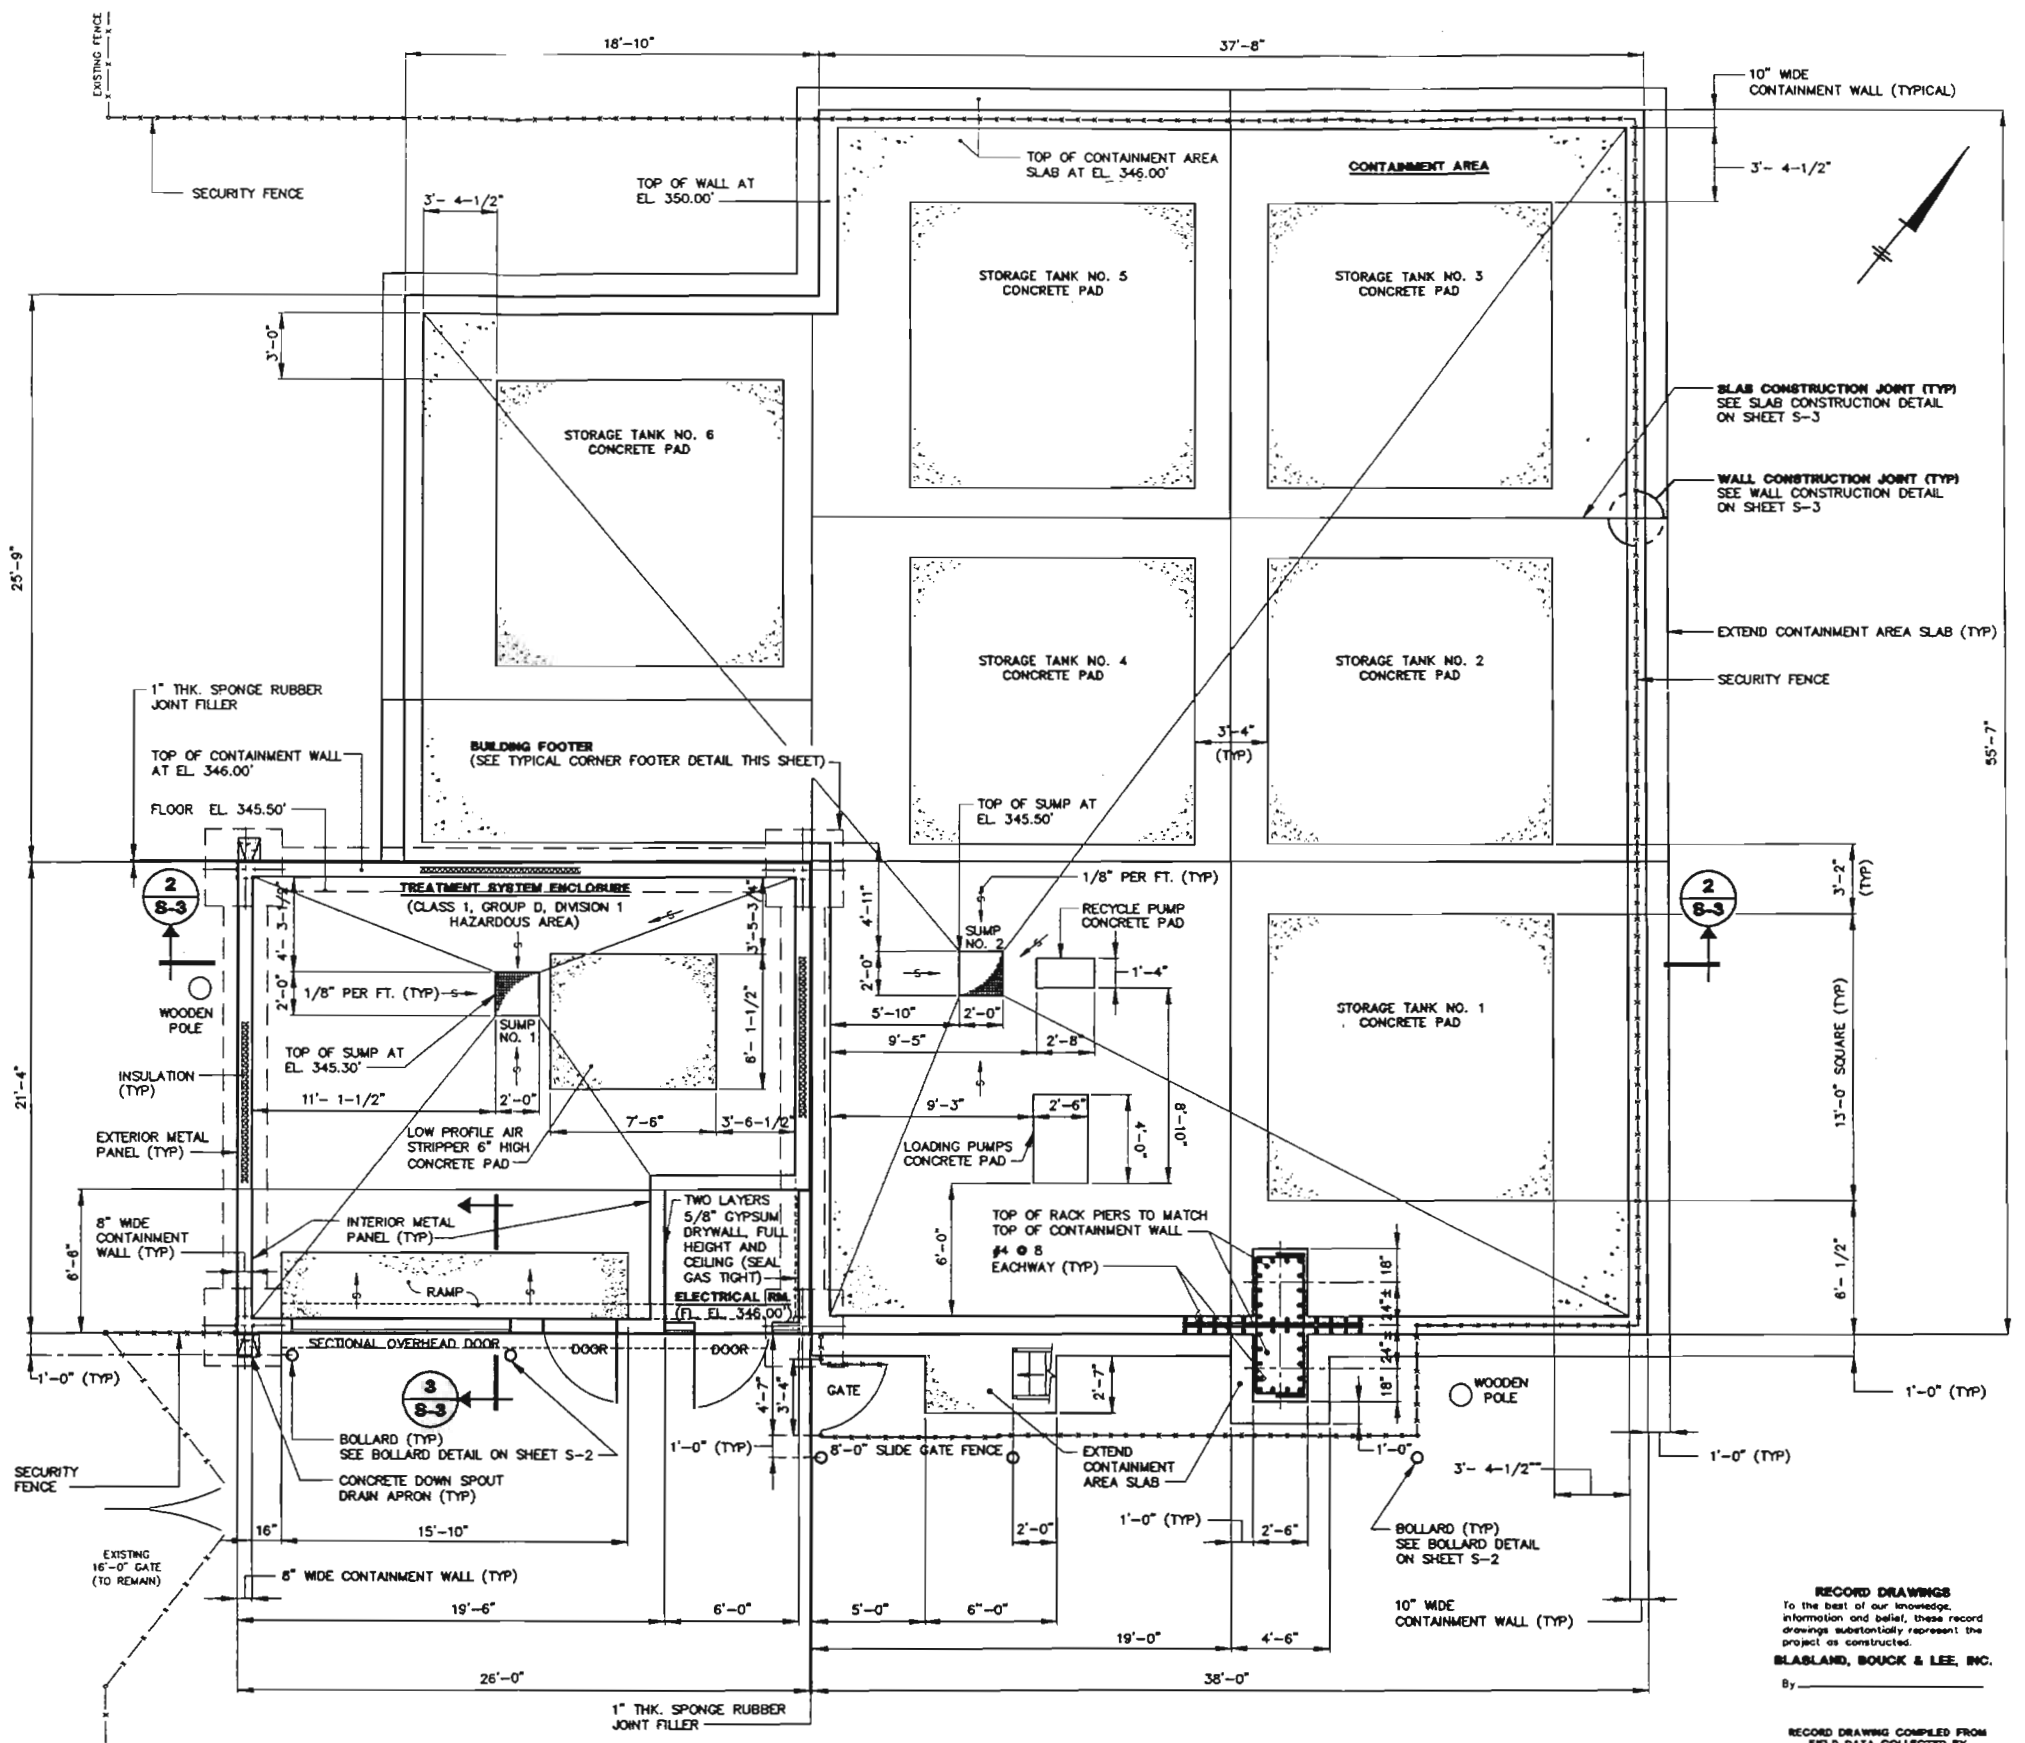 EXISTING FENCE
18'-10"
37'-8"
10" WIDE
CONTAINMENT WALL (TYPICAL)
SECURITY FENCE
TOP OF WALL AT
EL. 350.00'
TOP OF CONTAINMENT AREA
SLAB AT EL. 346.00'
CONTAINMENT AREA
3'- 4-1/2"
3'- 4-1/2"
STORAGE TANK NO. 5
CONCRETE PAD
STORAGE TANK NO. 3
CONCRETE PAD
3'-0"
SLAB CONSTRUCTION JOINT (TYP)
SEE SLAB CONSTRUCTION DETAIL
ON SHEET S-3
STORAGE TANK NO. 6
CONCRETE PAD
WALL CONSTRUCTION JOINT (TYP)
SEE WALL CONSTRUCTION DETAIL
ON SHEET S-3
25'-9"
EXTEND CONTAINMENT AREA SLAB (TYP)
STORAGE TANK NO. 4
CONCRETE PAD
STORAGE TANK NO. 2
CONCRETE PAD
SECURITY FENCE
1" THK. SPONGE RUBBER
JOINT FILLER
3'-4"
(TYP)
55'-7"
TOP OF CONTAINMENT WALL
AT EL. 346.00'
BUILDING FOOTER
(SEE TYPICAL CORNER FOOTER DETAIL THIS SHEET)
FLOOR EL. 345.50'
TOP OF SUMP AT
EL. 345.50'
3'-2"
(TYP)
2
S-3
TREATMENT SYSTEM ENCLOSURE
(CLASS 1, GROUP D, DIVISION 1
HAZARDOUS AREA)
4'- 3-1/2"
3'-5-3/4"
4'-11"
1/8" PER FT. (TYP)
RECYCLE PUMP
CONCRETE PAD
2
S-3
S
S
SUMP
NO. 2
S
S
S
2'-0"
1/8" PER FT. (TYP)
S
2'-0"
1'-4"
6'- 1-1/2"
WOODEN
POLE
SUMP
NO. 1
5'-10"
2'-0"
STORAGE TANK NO. 1
CONCRETE PAD
9'-5"
2'-8"
TOP OF SUMP AT
EL. 345.30'
S
S
13'-0" SQUARE (TYP)
INSULATION
(TYP)
21'-4"
11'- 1-1/2"
2'-0"
9'-3"
2'-6"
8'-10"
7'-6"
3'-6-1/2"
4'-0"
EXTERIOR METAL
PANEL (TYP)
LOW PROFILE AIR
STRIPPER 6" HIGH
CONCRETE PAD
LOADING PUMPS
CONCRETE PAD
8" WIDE
CONTAINMENT
WALL (TYP)
6'-6"
INTERIOR METAL
PANEL (TYP)
TWO LAYERS
5/8" GYPSUM
DRYWALL, FULL
HEIGHT AND
CEILING (SEAL
GAS TIGHT)
6'-0"
TOP OF RACK PIERS TO MATCH
TOP OF CONTAINMENT WALL
#4 @ 8
EACHWAY (TYP)
18"
24"±
24"±
18"
6'- 1/2"
S
RAMP
S
ELECTRICAL RM.
(FL. EL. 346.00')
SECTIONAL OVERHEAD DOOR
DOOR
DOOR
1'-0" (TYP)
3
S-3
4'-7"
3'-4"
GATE
2'-7"
WOODEN
POLE
1'-0" (TYP)
BOLLARD (TYP)
SEE BOLLARD DETAIL ON SHEET S-2
1'-0" (TYP)
8'-0" SLIDE GATE FENCE
EXTEND
CONTAINMENT
AREA SLAB
1'-0"
1'-0" (TYP)
3'- 4-1/2"
SECURITY
FENCE
CONCRETE DOWN SPOUT
DRAIN APRON (TYP)
16"
15'-10"
2'-0"
1'-0" (TYP)
2'-6"
BOLLARD (TYP)
SEE BOLLARD DETAIL
ON SHEET S-2
EXISTING
16'-0" GATE
(TO REMAIN)
8" WIDE CONTAINMENT WALL (TYP)
19'-6"
6'-0"
5'-0"
6'-0"
10" WIDE
CONTAINMENT WALL (TYP)
19'-0"
4'-6"
26'-0"
38'-0"
1" THK. SPONGE RUBBER
JOINT FILLER
RECORD DRAWINGS
To the best of our knowledge,
information and belief, these record
drawings substantially represent the
project as constructed.
BLASLAND, BOUCK & LEE, INC.
By
RECORD DRAWING COMPILED FROM
FIELD DATA COLLECTED BY